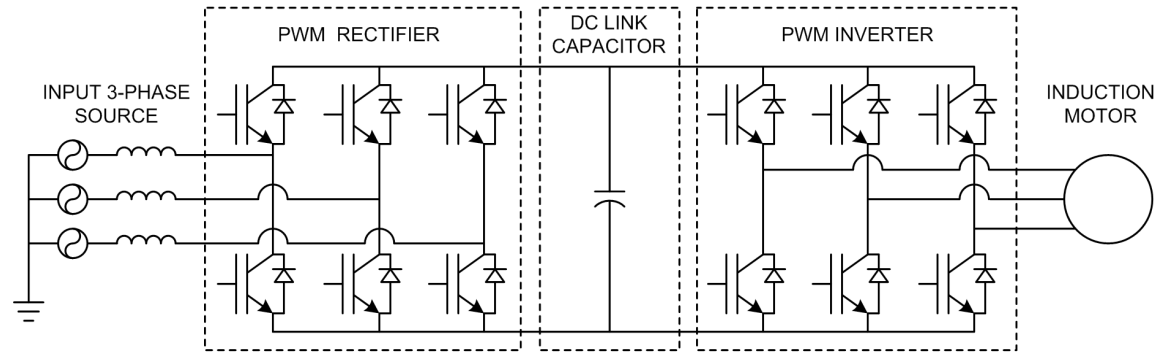 PWM RECTIFIER
DC LINK
CAPACITOR
PWM INVERTER
INPUT 3-PHASE
SOURCE
INDUCTION
MOTOR